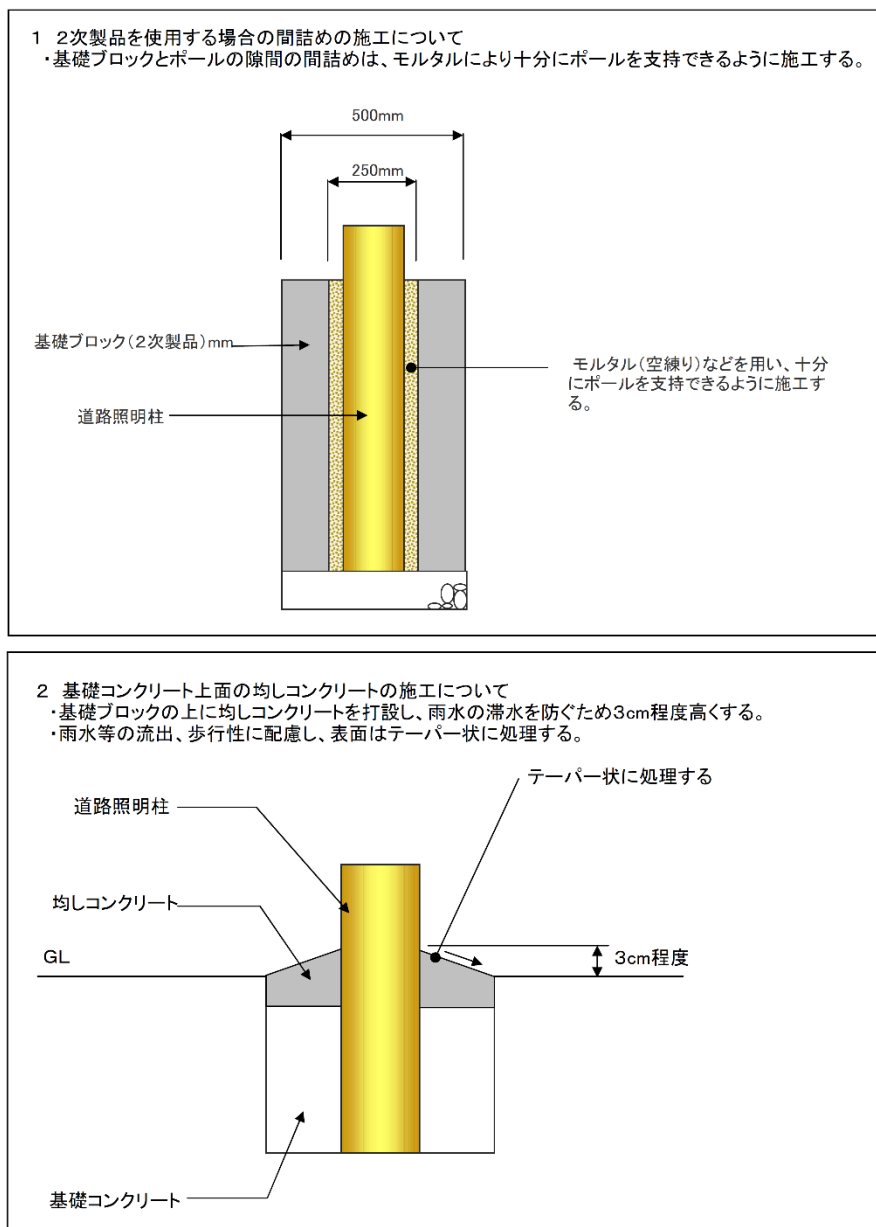 1 2次製品を使用する場合の間詰めの施工について
・基礎ブロックとポールの隙間の間詰めは、モルタルにより十分にポールを支持できるように施工する。
500mm
250mm
基礎ブロック(2次製品)mm
モルタル(空練り)などを用い、十分
にポールを支持できるように施工す
る。
道路照明柱
2 基礎コンクリート上面の均しコンクリートの施工について
・基礎ブロックの上に均しコンクリートを打設し、雨水の滞水を防ぐため3cm程度高くする。
・雨水等の流出、歩行性に配慮し、表面はテーパー状に処理する。
テーパー状に処理する
道路照明柱
均しコンクリート
GL
3cm程度
基礎コンクリート